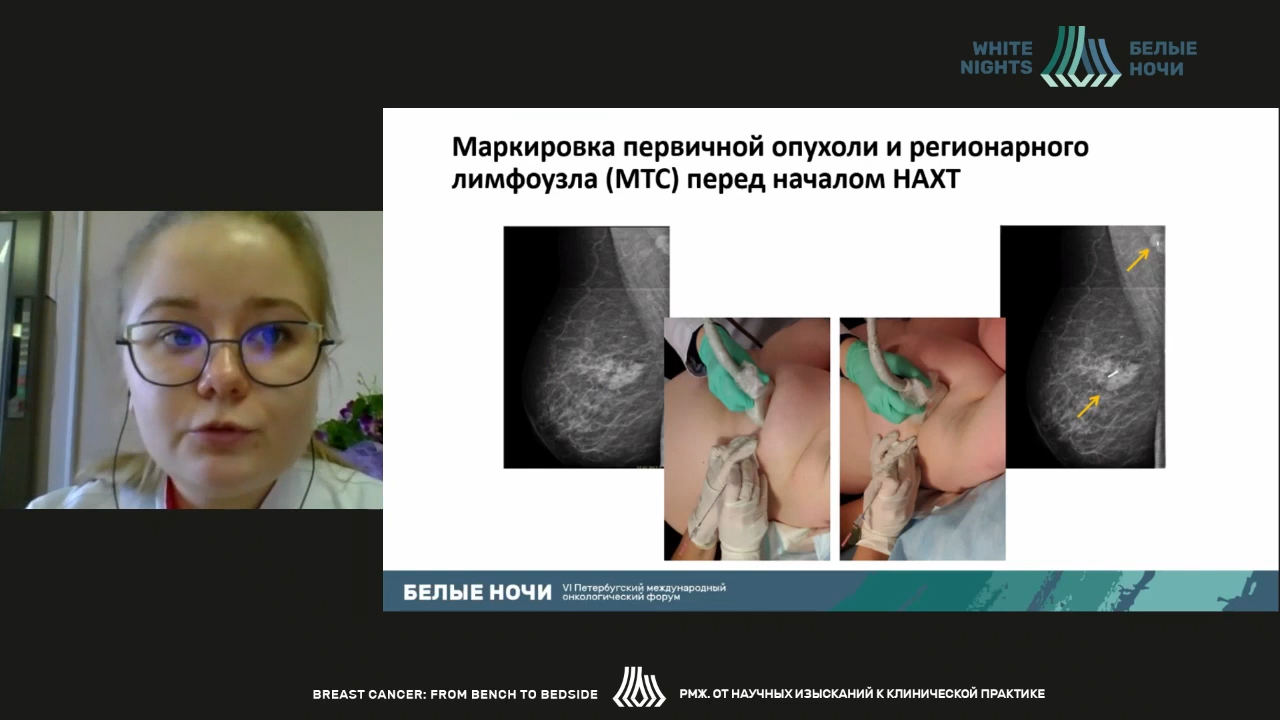 WHITE
NIGHTS
БЕЛЫЕ
НОЧИ
Маркировка первичной опухоли и регионарного
лимфоузла (МТС) перед началом НАХТ
БЕЛЫЕ НОЧИ
VI Петербугский международный
онкологический форум
BREAST CANCER: FROM BENCH TO BEDSIDE
РМЖ. ОТ НАУЧНЫХ ИЗЫСКАНИЙ К КЛИНИЧЕСКОЙ ПРАКТИКЕ